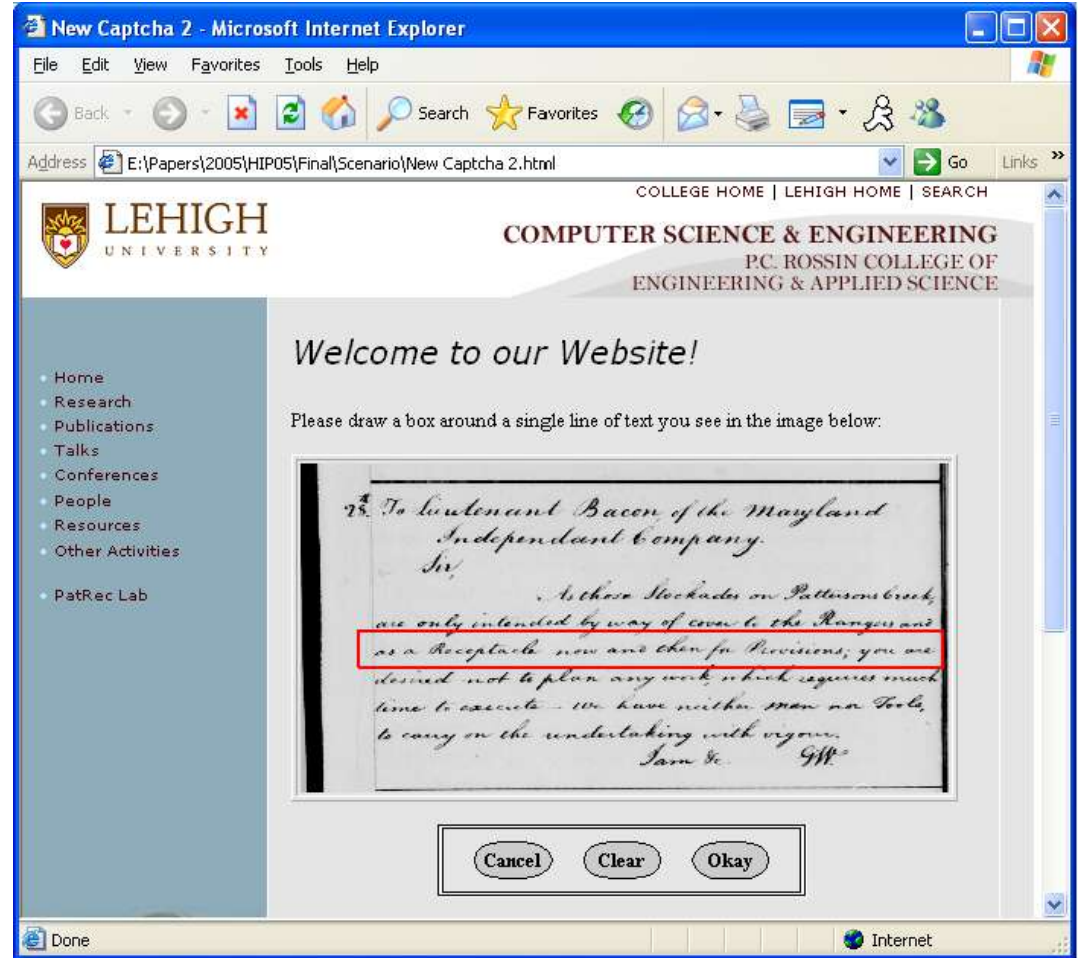 New Captcha 2 - Microsoft Internet Explorer
File Edit View Favorites Tools Help
Back Search Favorites
Address E:\Papers\2005\HIP05\Final\Scenario\New Captcha 2.html Go Links »
COLLEGE HOME | LEHIGH HOME | SEARCH
LEHIGH
UNIVERSITY
COMPUTER SCIENCE & ENGINEERING
P.C. ROSSIN COLLEGE OF
ENGINEERING & APPLIED SCIENCE
Home
Research
Publications
Talks
Conferences
People
Resources
Other Activities
PatRec Lab
Welcome to our Website!
Please draw a box around a single line of text you see in the image below:
To Lieutenant Bacon, of the Maryland
Independant Company.
Sir,
As those Stockades on Pattersons Creek,
are only intended by way of cover to the Rangers and
as a Receptacle now and then for Provisions; you are
desired not to plan any work which requires much
time to execute - We have neither men nor Tools,
to carry on the undertaking with vigour.
I am &c. GW.
Cancel Clear Okay
Done Internet